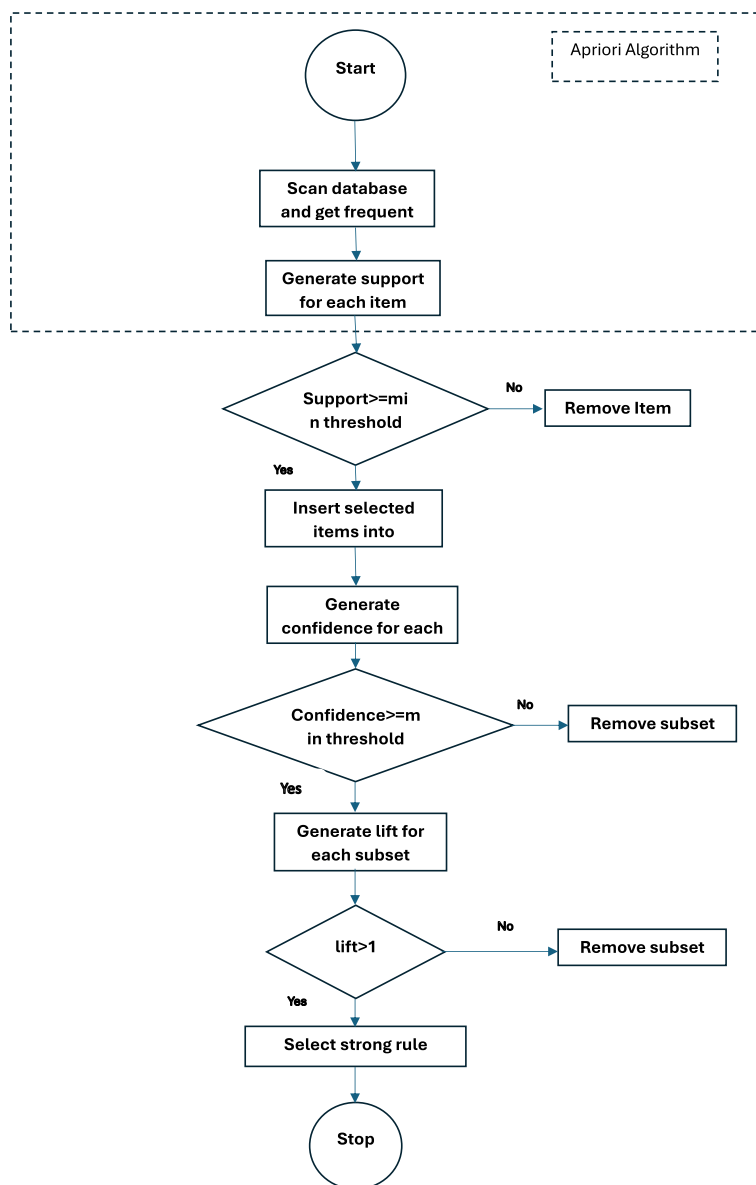 Start
Apriori Algorithm
Scan database
and get frequent
Generate support
for each item
Support>=mi
n threshold
No
Remove Item
Yes
Insert selected
items into
Generate
confidence for each
Confidence>=m
in threshold
No
Remove subset
Yes
Generate lift for
each subset
lift>1
No
Remove subset
Yes
Select strong rule
Stop